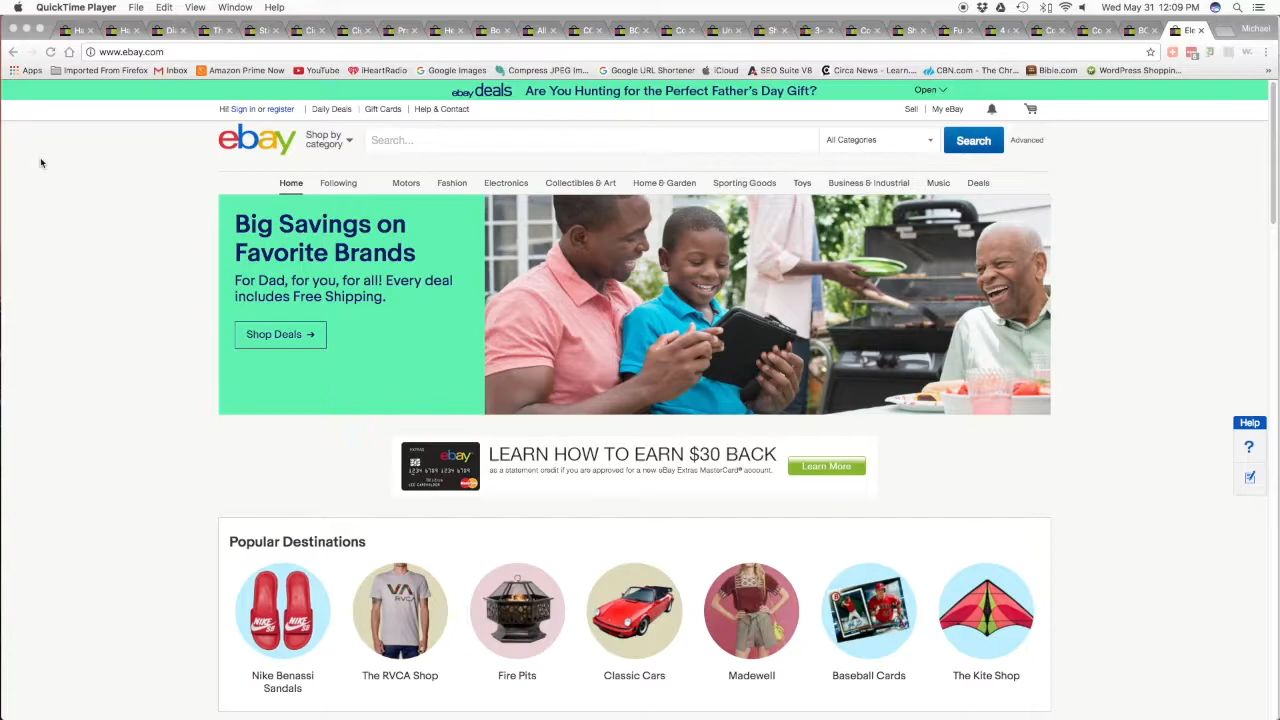 QuickTime Player File Edit View Window Help
Wed May 31 12:09 PM
Michael
www.ebay.com
Apps Imported From Firefox Inbox Amazon Prime Now YouTube iHeartRadio Google Images Compress JPEG Im... Google URL Shortener iCloud SEO Suite V8 Circa News - Learn.... CBN.com - The Chr... Bible.com WordPress Shoppin...
ebay deals Are You Hunting for the Perfect Father's Day Gift? Open
Hi! Sign in or register Daily Deals Gift Cards Help & Contact Sell My eBay
ebay Shop by category Search... All Categories Search Advanced
Home Following Motors Fashion Electronics Collectibles & Art Home & Garden Sporting Goods Toys Business & Industrial Music Deals
Big Savings on
Favorite Brands
For Dad, for you, for all! Every deal
includes Free Shipping.
Shop Deals →
Help
?
ebay
LEARN HOW TO EARN $30 BACK
as a statement credit if you are approved for a new eBay Extras MasterCard® account.
Learn More
Popular Destinations
VA
RVCA
Nike Benassi
Sandals
The RVCA Shop
Fire Pits
Classic Cars
Madewell
Baseball Cards
The Kite Shop